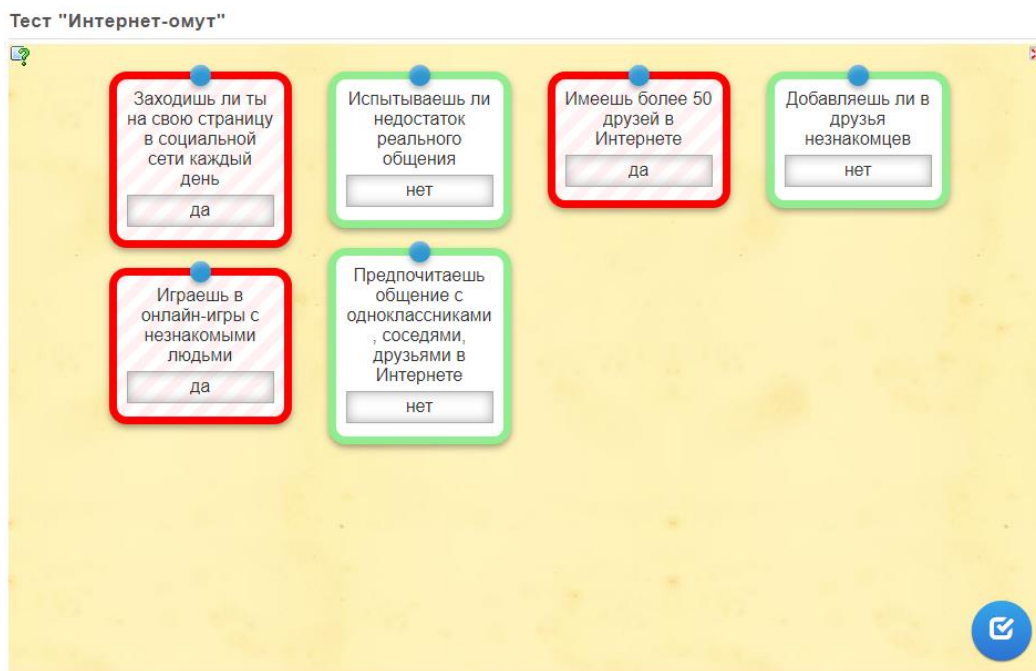 Тест "Интернет-омут"
Заходишь ли ты
на свою страницу
в социальной
сети каждый
день
да
Испытываешь ли
недостаток
реального
общения
нет
Имеешь более 50
друзей в
Интернете
да
Добавляешь ли в
друзья
незнакомцев
нет
Играешь в
онлайн-игры с
незнакомыми
людьми
да
Предпочитаешь
общение с
одноклассниками
, соседями,
друзьями в
Интернете
нет